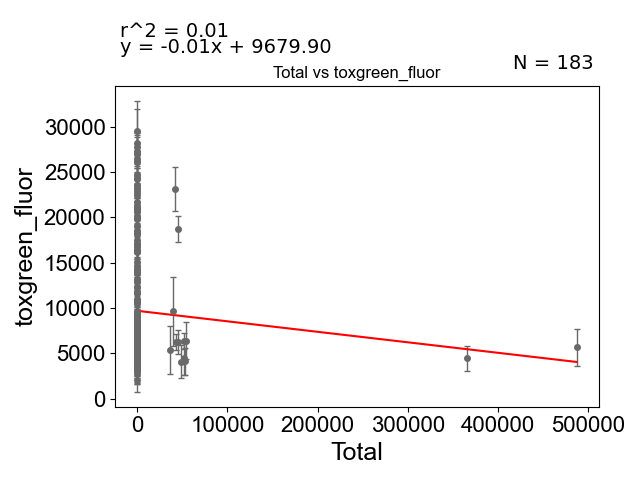 r^2 = 0.01
y = -0.01x + 9679.90
N = 183
Total vs toxgreen_fluor
toxgreen_fluor
30000
25000
20000
15000
10000
5000
0
0 100000 200000 300000 400000 500000
Total